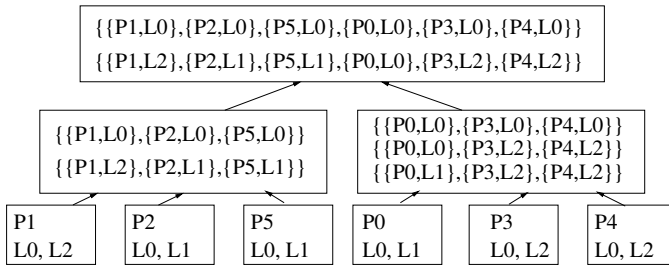 {{P1,L0},{P2,L0},{P5,L0},{P0,L0},{P3,L0},{P4,L0}}
{{P1,L2},{P2,L1},{P5,L1},{P0,L0},{P3,L2},{P4,L2}}
{{P1,L0},{P2,L0},{P5,L0}}
{{P1,L2},{P2,L1},{P5,L1}}
{{P0,L0},{P3,L0},{P4,L0}}
{{P0,L0},{P3,L2},{P4,L2}}
{{P0,L1},{P3,L2},{P4,L2}}
P1
L0, L2
P2
L0, L1
P5
L0, L1
P0
L0, L1
P3
L0, L2
P4
L0, L2